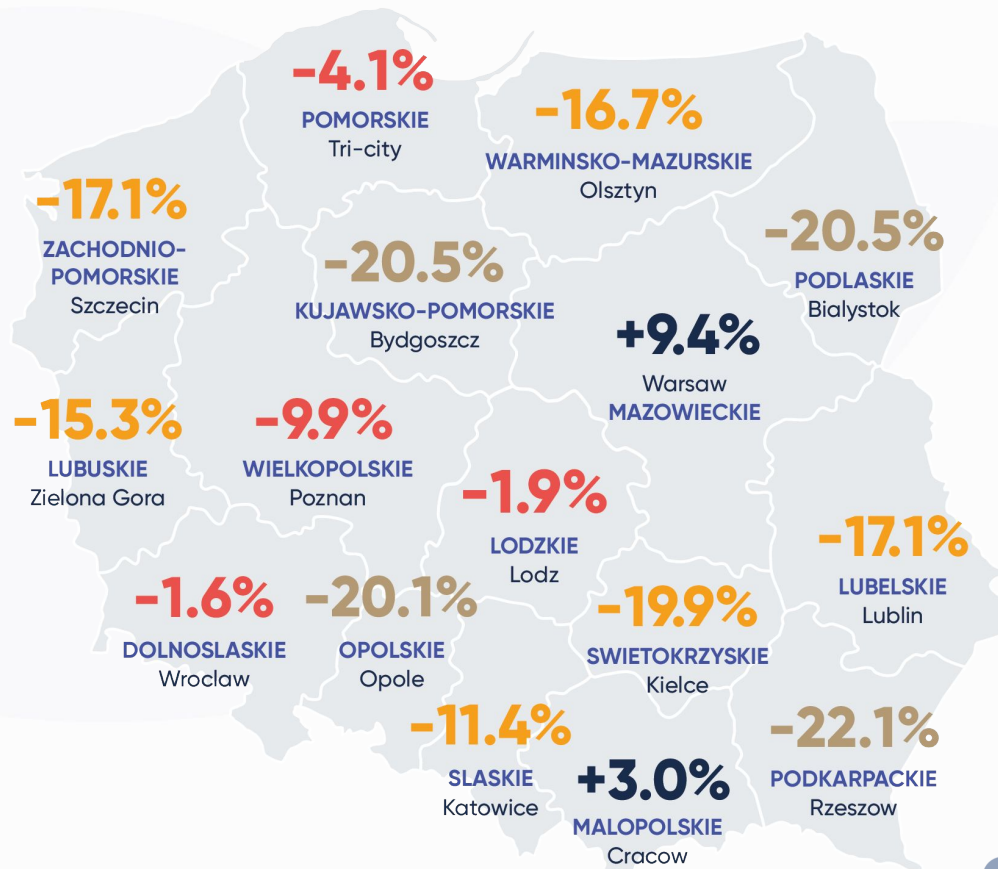 -4.1%
POMORSKIE
Tri-city
-16.7%
WARMINSKO-MAZURSKIE
Olsztyn
-17.1%
ZACHODNIO-
POMORSKIE
Szczecin
-20.5%
KUJAWSKO-POMORSKIE
Bydgoszcz
-20.5%
PODLASKIE
Bialystok
+9.4%
Warsaw
MAZOWIECKIE
-15.3%
LUBUSKIE
Zielona Gora
-9.9%
WIELKOPOLSKIE
Poznan
-1.9%
LODZKIE
Lodz
-17.1%
LUBELSKIE
Lublin
-1.6%
DOLNOSLASKIE
Wroclaw
-20.1%
OPOLSKIE
Opole
-19.9%
SWIETOKRZYSKIE
Kielce
-11.4%
SLASKIE
Katowice
+3.0%
MALOPOLSKIE
Cracow
-22.1%
PODKARPACKIE
Rzeszow